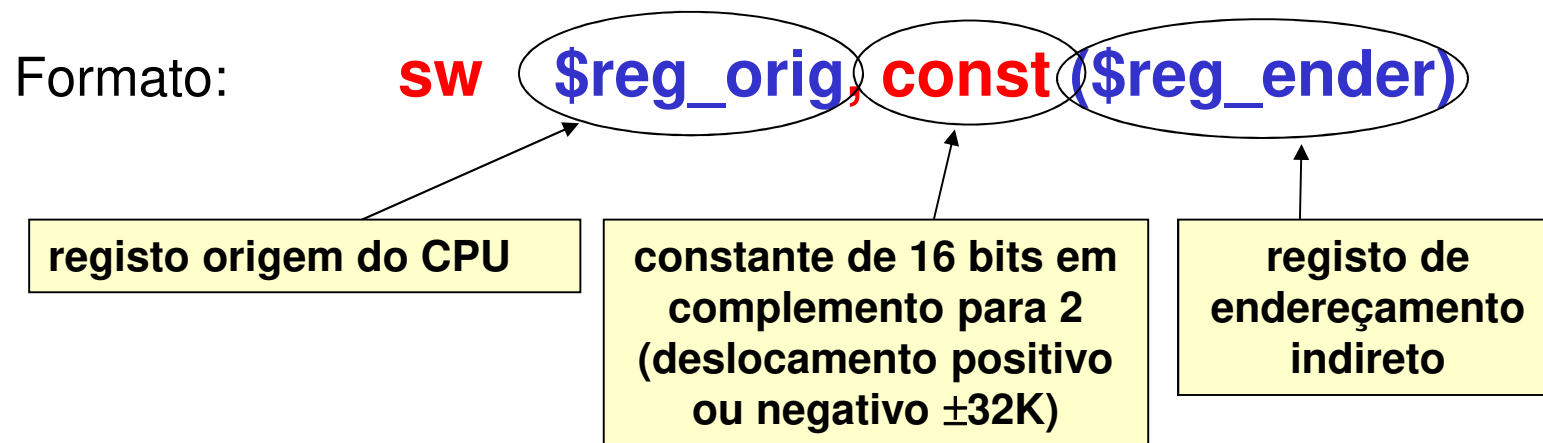 Formato: sw $reg_orig, const ($reg_ender)
registo origem do CPU
constante de 16 bits em
complemento para 2
(deslocamento positivo
ou negativo ±32K)
registo de
endereçamento
indireto